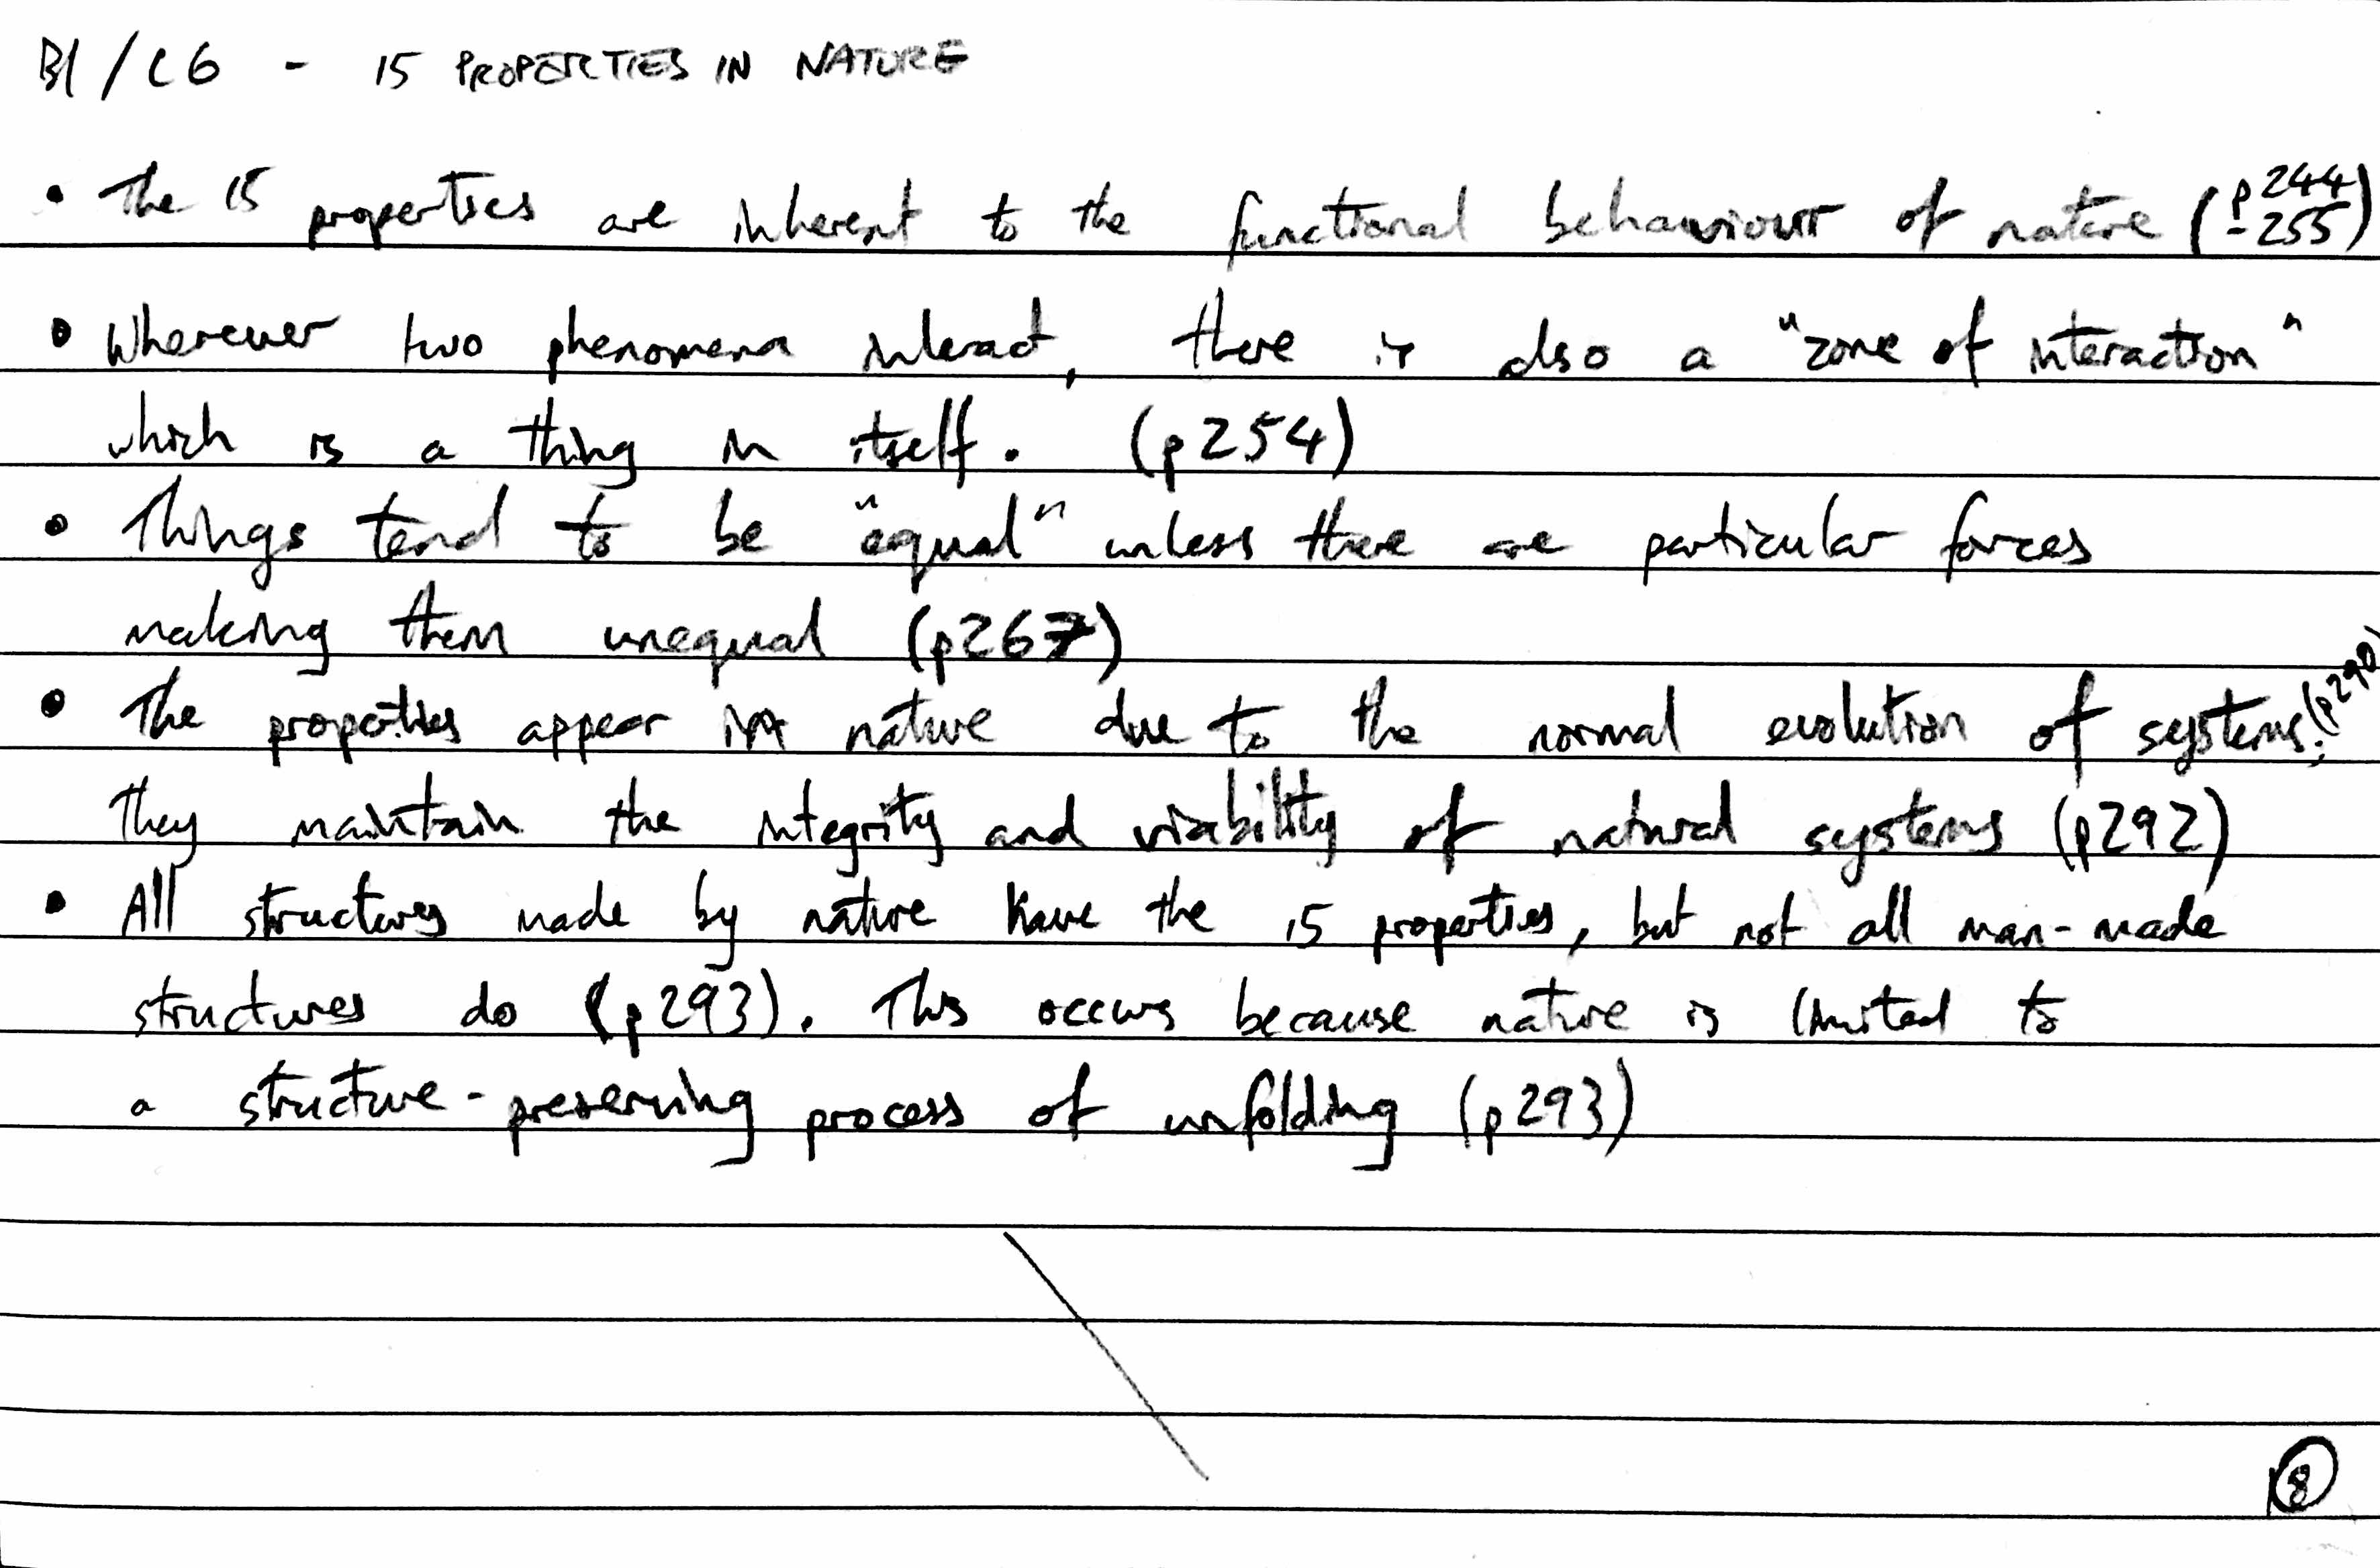 B1/C6 - 15 PROPERTIES IN NATURE
• The 15 properties are inherent to the functional behaviour of nature (p244-255)
• Wherever two phenomena interact, there is also a "zone of interaction"
which is a thing in itself. (p254)
• Things tend to be "equal" unless there are particular forces
making them unequal (p267)
• The properties appear in nature due to the normal evolution of systems; (p290)
They maintain the integrity and viability of natural systems (p292)
• All structures made by nature have the 15 properties, but not all man-made
structures do (p293). This occurs because nature is limited to
a structure-preserving process of unfolding (p293)
8